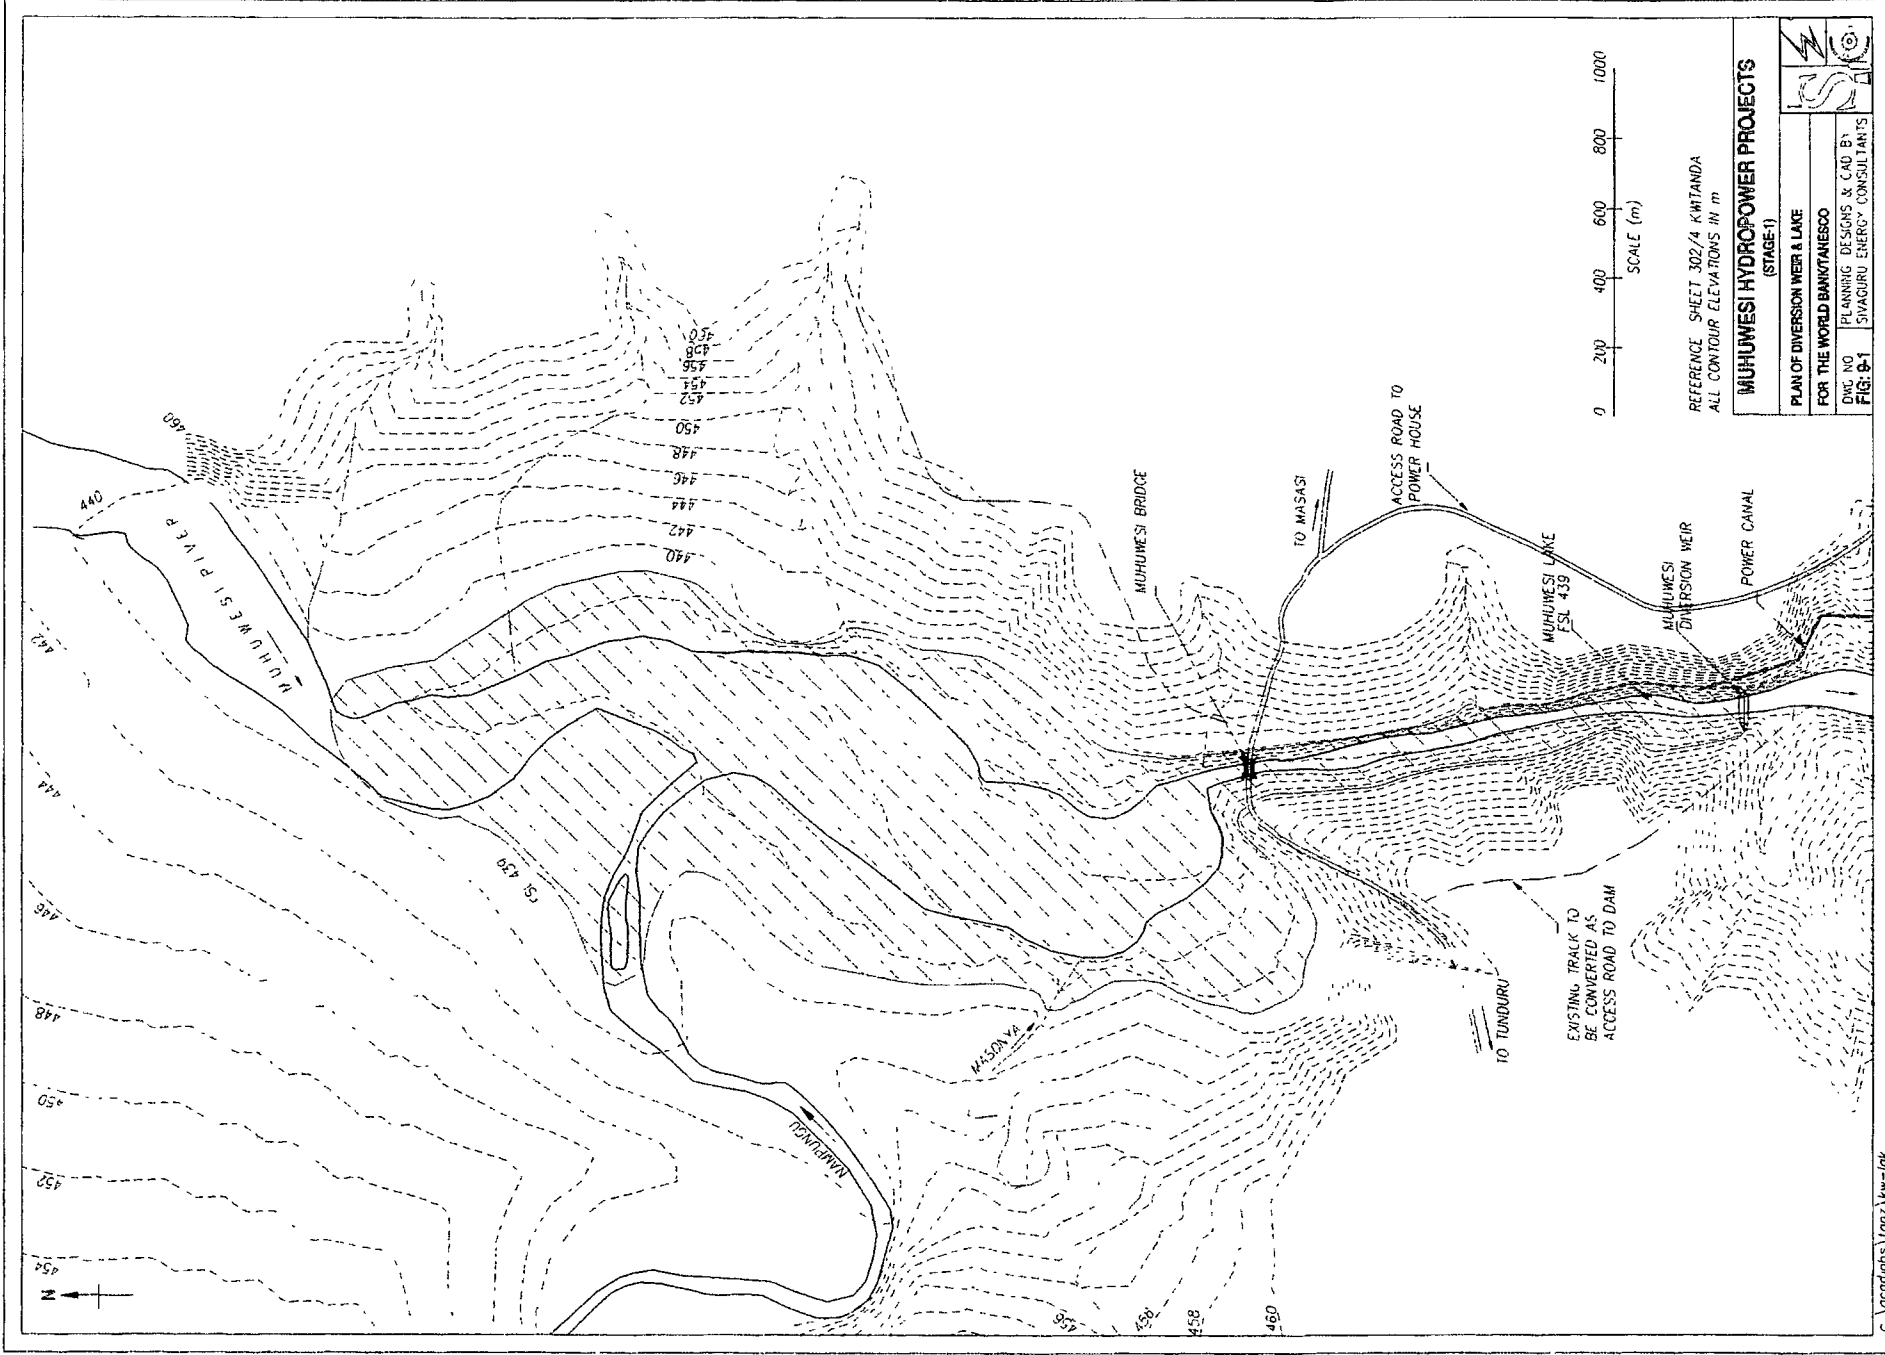 440
460
MUHUWESI RIVER
442
444
446
448
450
452
454
N
FSL 439
440
442
444
446
448
450
452
454
456
458
460
NAMPUNGU
MASONYA
456
458
458
460
MUHUWESI BRIDGE
TO MASASI
ACCESS ROAD TO
POWER HOUSE
MUHUWESI LAKE
FSL 439
MUHUWESI
DIVERSION WEIR
POWER CANAL
TO TUNDURU
EXISTING TRACK TO
BE CONVERTED AS
ACCESS ROAD TO DAM
0 200 400 600 800 1000
SCALE (m)
REFERENCE SHEET 302/4 KWITANDA
ALL CONTOUR ELEVATIONS IN m
MUHUWESI HYDROPOWER PROJECTS
(STAGE-1)
PLAN OF DIVERSION WEIR & LAKE
FOR THE WORLD BANK/TANESCO
DWG NO
FIG: 9-1
PLANNING DESIGNS & CAD BY
SIVAGURU ENERGY CONSULTANTS